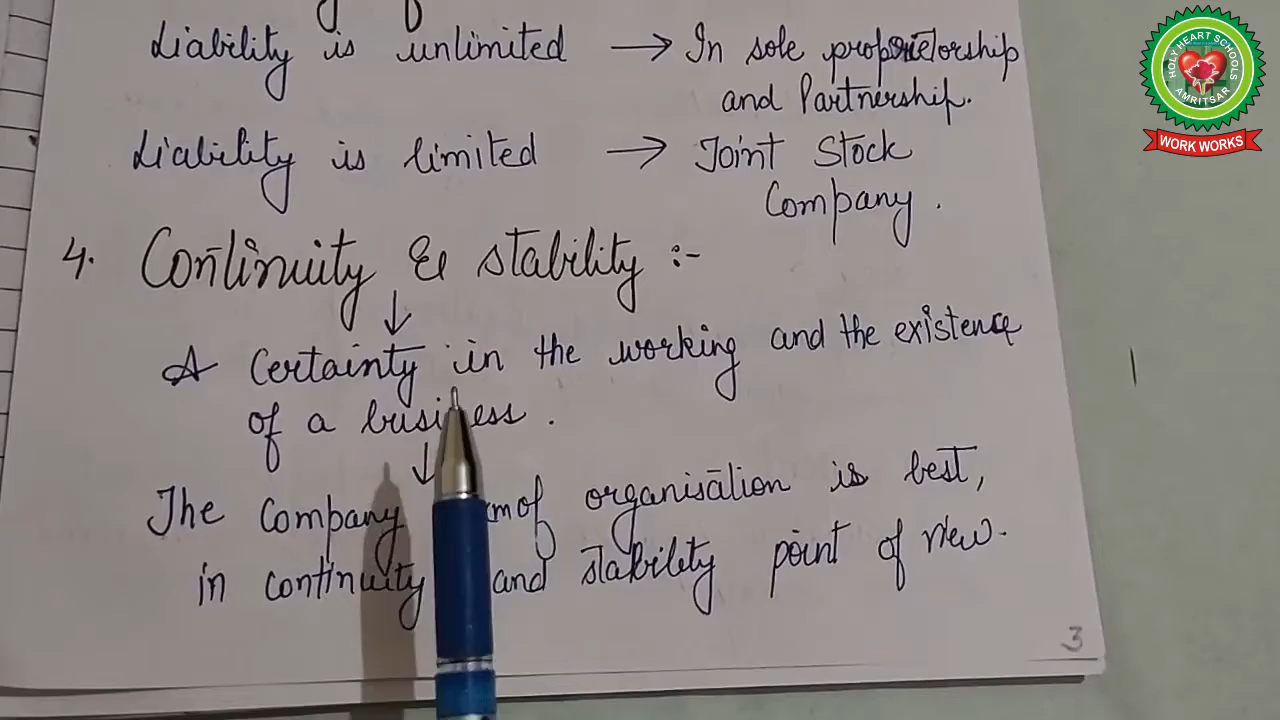 Liability is unlimited → In sole proprietorship
and Partnership.
Liability is limited → Joint Stock
Company.
4. Continuity & stability :-
↓
A Certainty in the working and the existence
of a business.
↓
The Company of organisation is best,
in continuity and stability point of view.
3
HOLY HEART SCHOOLS
AMRITSAR
WORK WORKS